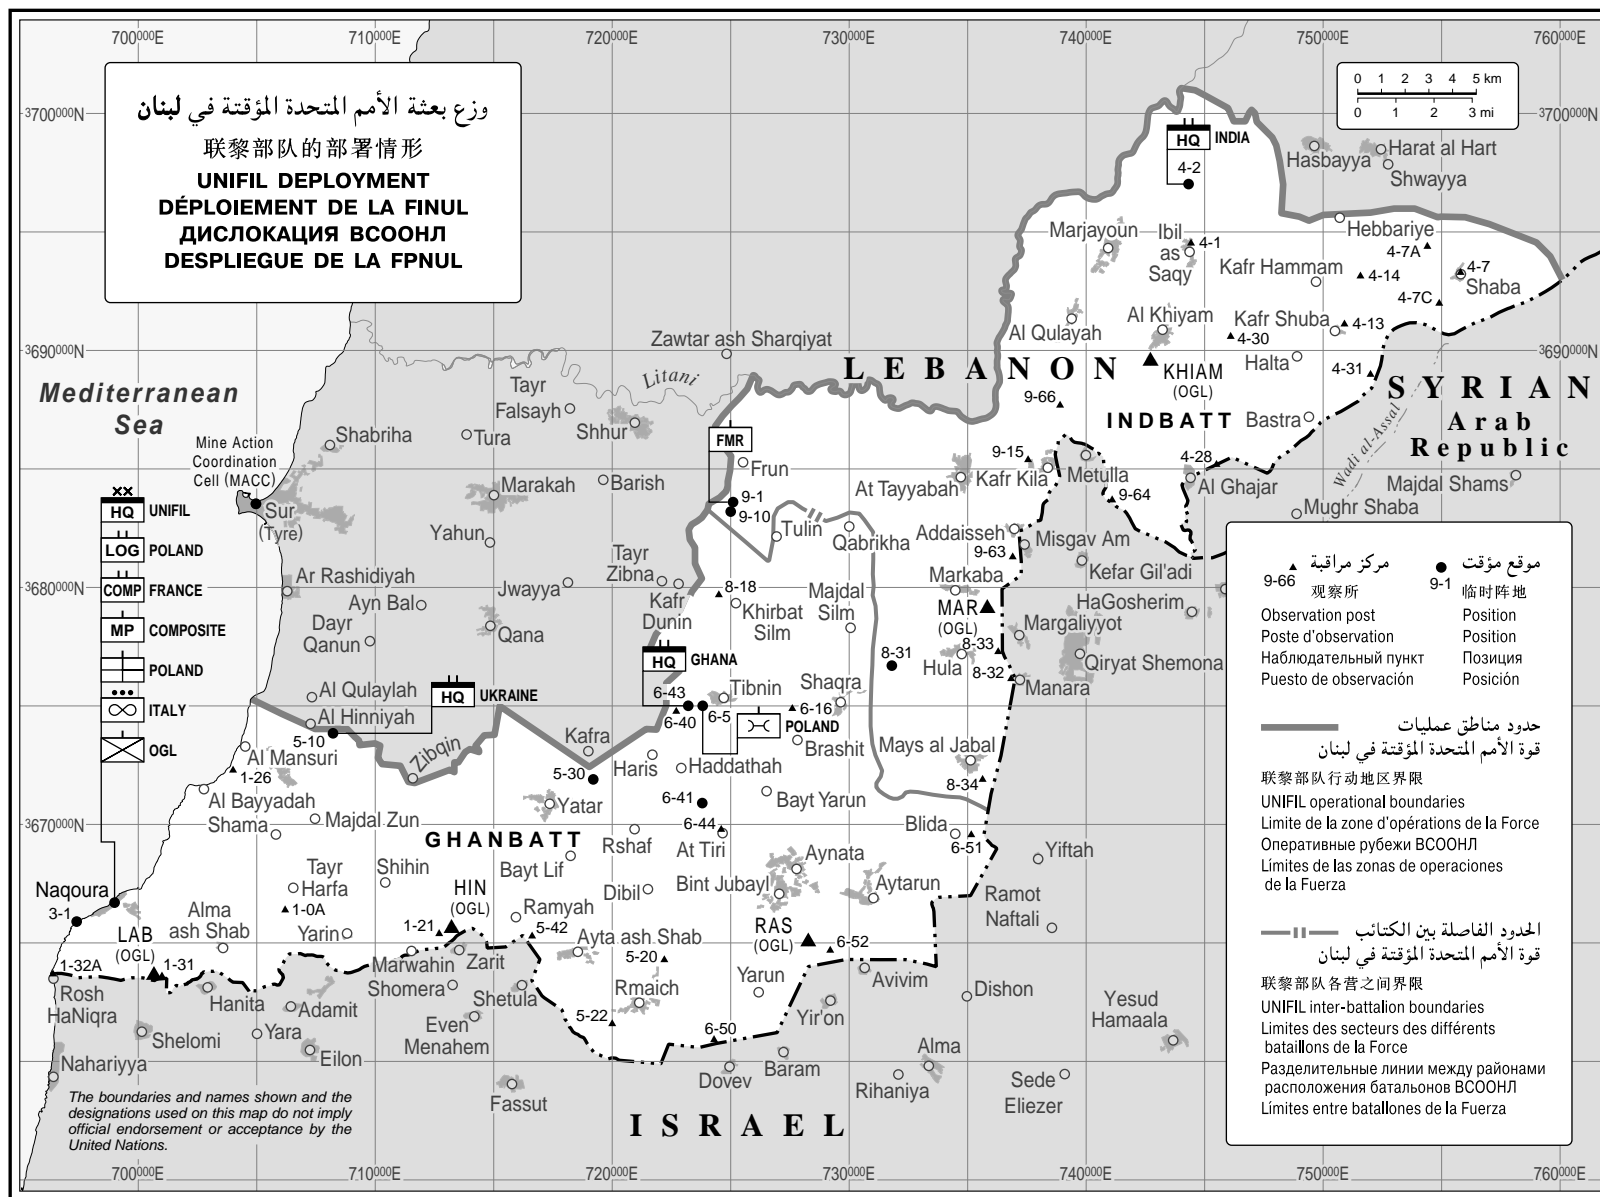 700000E
710000E
720000E
730000E
740000E
750000E
760000E
وزع بعثة الأمم المتحدة المؤقتة في لبنان
联黎部队的部署情形
UNIFIL DEPLOYMENT
DÉPLOIEMENT DE LA FINUL
ДИСЛОКАЦИЯ ВСООНЛ
DESPLIEGUE DE LA FPNUL
0 1 2 3 4 5 km
0 1 2 3 mi
3700000N
3700000N
HQ INDIA
4-2
Hasbayya
Harat al Hart
Shwayya
Marjayoun
Ibil
as
Saqy
4-1
Hebbariye
4-7A
Kafr Hammam
4-14
4-7
Shaba
4-7C
Al Qulayah
Al Khiyam
Kafr Shuba
4-13
4-30
3690000N
3690000N
Zawtar ash Sharqiyat
Litani
LEBANON
KHIAM
(OGL)
Halta
4-31
SYRIAN
Arab
Republic
Mediterranean
Sea
Tayr
Falsayh
Shhur
9-66
INDBATT
Bastra
Wadi al-Assal
Mine Action
Coordination
Cell (MACC)
Shabriha
Tura
FMR
Frun
9-15
Kafr Kila
Metulla
4-28
At Tayyabah
Al Ghajar
Majdal Shams
Mughr Shaba
9-64
Marakah
Barish
9-1
9-10
Sur
(Tyre)
HQ UNIFIL
LOG POLAND
COMP FRANCE
MP COMPOSITE
POLAND
ITALY
OGL
Yahun
Tulin
Qabrikha
Addaisseh
Misgav Am
9-63
Kefar Gil'adi
Tayr
Zibna
3680000N
Ar Rashidiyah
Ayn Bal
Jwayya
Kafr
Dunin
8-18
Khirbat
Silm
Majdal
Silm
Markaba
MAR
(OGL)
HaGosherim
Margaliyyot
Dayr
Qanun
Qana
8-33
8-32
Hula
Qiryat Shemona
Manara
8-31
HQ GHANA
6-43
6-40
6-5
Tibnin
Shaqra
6-16
POLAND
Brashit
Al Qulaylah
HQ UKRAINE
Al Hinniyah
5-10
Zibqin
Kafra
5-30
Haris
Haddathah
Mays al Jabal
8-34
Al Mansuri
1-26
Al Bayyadah
Shama
Majdal Zun
Yatar
6-41
Bayt Yarun
3670000N
GHANBATT
6-44
At Tiri
Rshaf
Blida
6-51
Yiftah
Tayr
Harfa
Shihin
Bayt Lif
Aynata
Bint Jubayl
Aytarun
Dibil
Ramot
Naftali
Naqoura
3-1
1-0A
HIN
(OGL)
1-21
Ramyah
5-42
LAB
(OGL)
Alma
ash Shab
Yarin
RAS
(OGL)
6-52
Ayta ash Shab
5-20
1-32A
1-31
Marwahin
Zarit
Shomera
Shetula
Yarun
Avivim
Rosh
HaNiqra
Hanita
Adamit
Rmaich
Dishon
Yesud
Hamaala
Shelomi
Yara
Even
Menahem
5-22
Yir'on
6-50
Eilon
Nahariyya
Dovev
Baram
Alma
Rihaniya
Sede
Eliezer
Fassut
ISRAEL
The boundaries and names shown and the
designations used on this map do not imply
official endorsement or acceptance by the
United Nations.
مركز مراقبة
9-66
观察所
Observation post
Poste d'observation
Наблюдательный пункт
Puesto de observación
موقع مؤقت
9-1
临时阵地
Position
Position
Позиция
Posición
حدود مناطق عمليات
قوة الأمم المتحدة المؤقتة في لبنان
联黎部队行动地区界限
UNIFIL operational boundaries
Limite de la zone d'opérations de la Force
Оперативные рубежи ВСООНЛ
Límites de las zonas de operaciones
de la Fuerza
الحدود الفاصلة بين الكتائب
قوة الأمم المتحدة المؤقتة في لبنان
联黎部队各营之间界限
UNIFIL inter-battalion boundaries
Limites des secteurs des différents
bataillons de la Force
Разделительные линии между районами
расположения батальонов ВСООНЛ
Límites entre batallones de la Fuerza
700000E
710000E
720000E
730000E
740000E
750000E
760000E